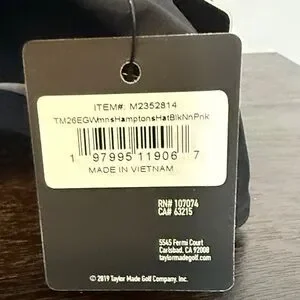 ITEM#: M2352814
TM26EGWmnsHamptonsHatBlkNnPnk
1 97995 11906 7
MADE IN VIETNAM
RN# 107074
CA# 63215
5545 Fermi Court
Carlsbad, CA 92008
taylormadegolf.com
© 2019 Taylor Made Golf Company, Inc.